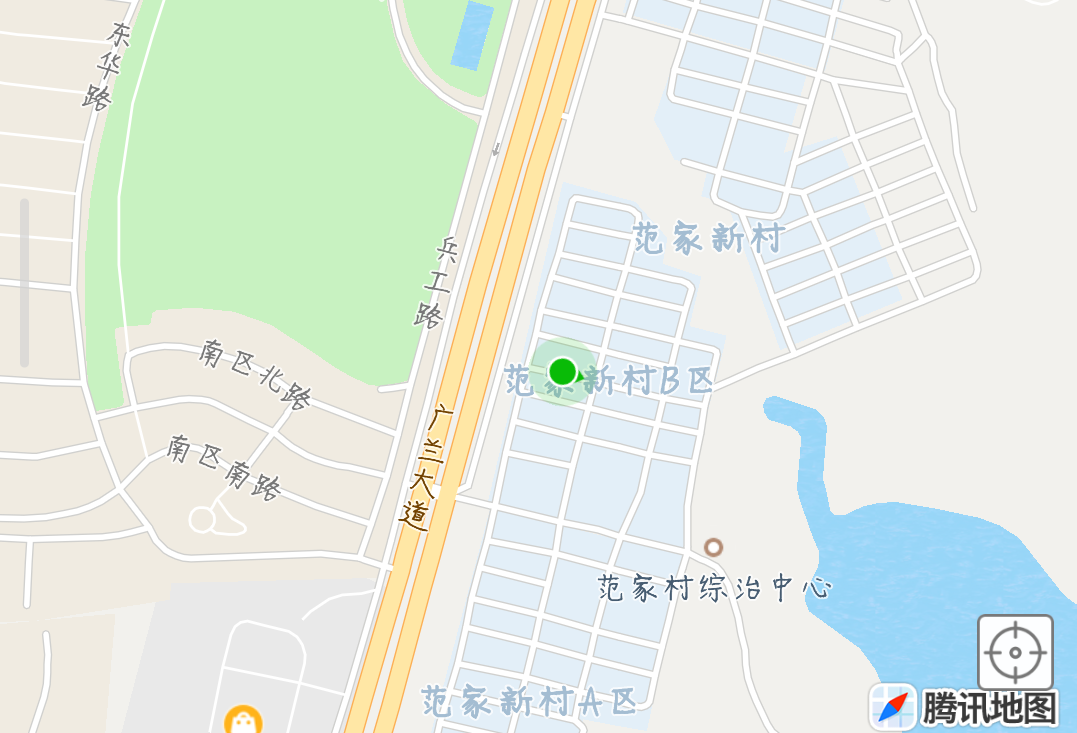 东华路
范家新村
兵工路
南区北路
范家新村B区
广兰大道
南区南路
范家村综治中心
范家新村A区
腾讯地图